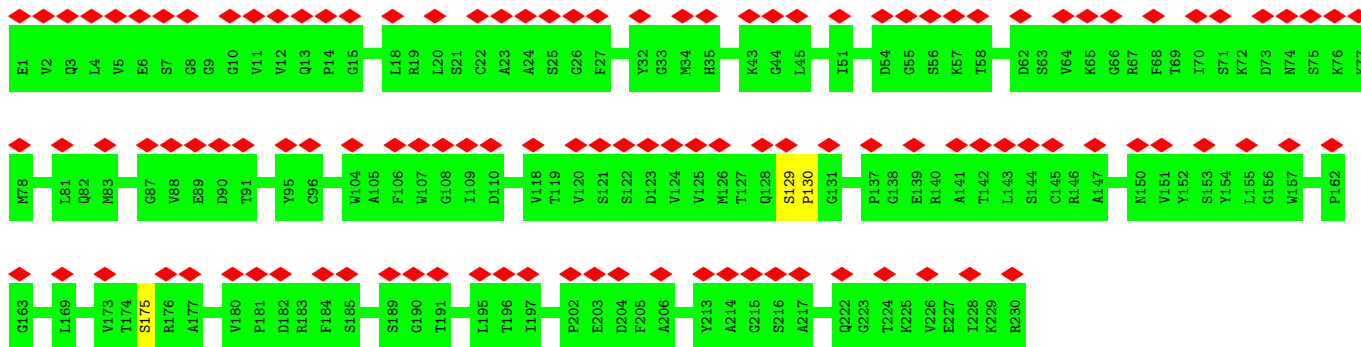 E1 V2 Q3 L4 V5 E6 S7 G8 G9 G10 V11 V12 Q13 P14 G15 L18 R19 L20 S21 C22 A23 A24 S25 G26 F27 Y32 G33 M34 H35 K43 G44 L45 I51 D54 G55 S56 K57 T58 D62 S63 V64 K65 G66 R67 F68 T69 I70 S71 K72 D73 N74 S75 K76 K77
M78 L81 Q82 M83 G87 V88 E89 D90 T91 Y95 C96 W104 A105 F106 W107 G108 I109 D110 V118 T119 V120 S121 S122 D123 V124 V125 M126 T127 Q128 S129 P130 G131 P137 G138 E139 R140 A141 T142 L143 S144 C145 R146 A147 N150 V151 Y152 S153 Y154 L155 G156 W157 P162
G163 L169 V173 T174 S175 R176 A177 V180 P181 D182 R183 F184 S185 S189 G190 T191 L195 T196 I197 P202 E203 D204 F205 A206 Y213 A214 G215 S216 A217 Q222 G223 T224 K225 V226 E227 I228 K229 R230